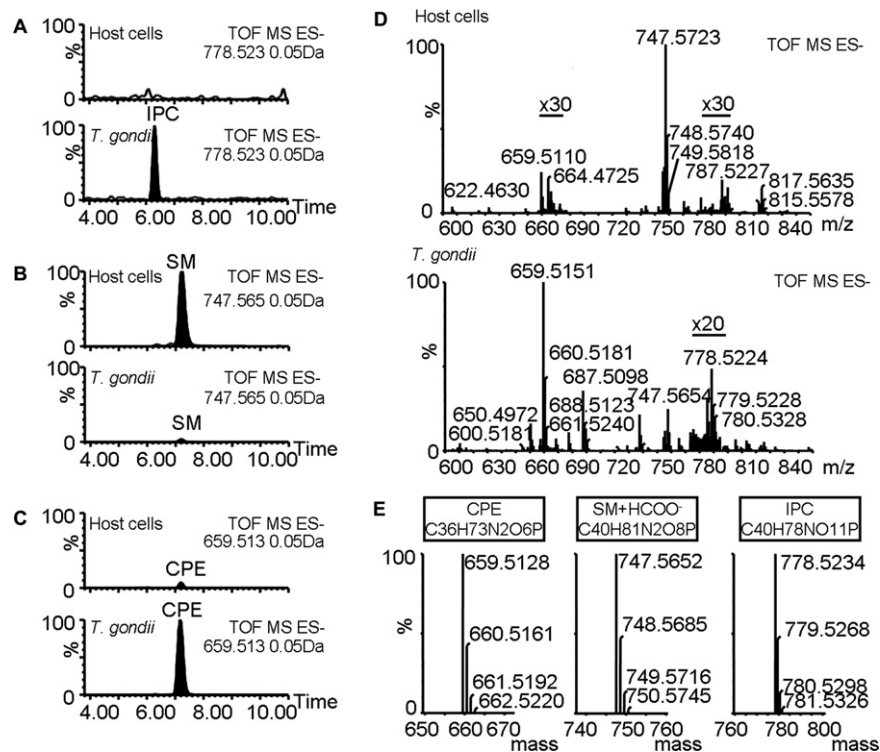 A
Host cells
TOF MS ES-
778.523 0.05Da
100
%
0
IPC
T. gondii
TOF MS ES-
778.523 0.05Da
100
%
0
4.00 6.00 8.00 10.00 Time
B
SM
Host cells
TOF MS ES-
747.565 0.05Da
100
%
0
T. gondii
TOF MS ES-
747.565 0.05Da
100
%
SM
0
4.00 6.00 8.00 10.00
C
Host cells
TOF MS ES-
659.513 0.05Da
100
%
CPE
0
CPE
T. gondii
TOF MS ES-
659.513 0.05Da
100
%
0
4.00 6.00 8.00 10.00 Time
D
Host cells
100
747.5723
TOF MS ES-
%
x30
x30
748.5740
749.5818
659.5110
664.4725
787.5227
817.5635
815.5578
622.4630
0
600 630 660 690 720 750 780 810 840 m/z
T. gondii
100
659.5151
TOF MS ES-
%
x20
660.5181
687.5098
778.5224
747.5654
779.5228
780.5328
650.4972
688.5123
661.5240
600.518
0
600 630 660 690 720 750 780 810 840 m/z
E
CPE
C36H73N2O6P
SM+HCOO-
C40H81N2O8P
IPC
C40H78NO11P
100
%
0
659.5128
660.5161
661.5192
662.5220
650 660 670
mass
747.5652
748.5685
749.5716
750.5745
740 750 760
mass
778.5234
779.5268
780.5298
781.5326
760 780 800
mass